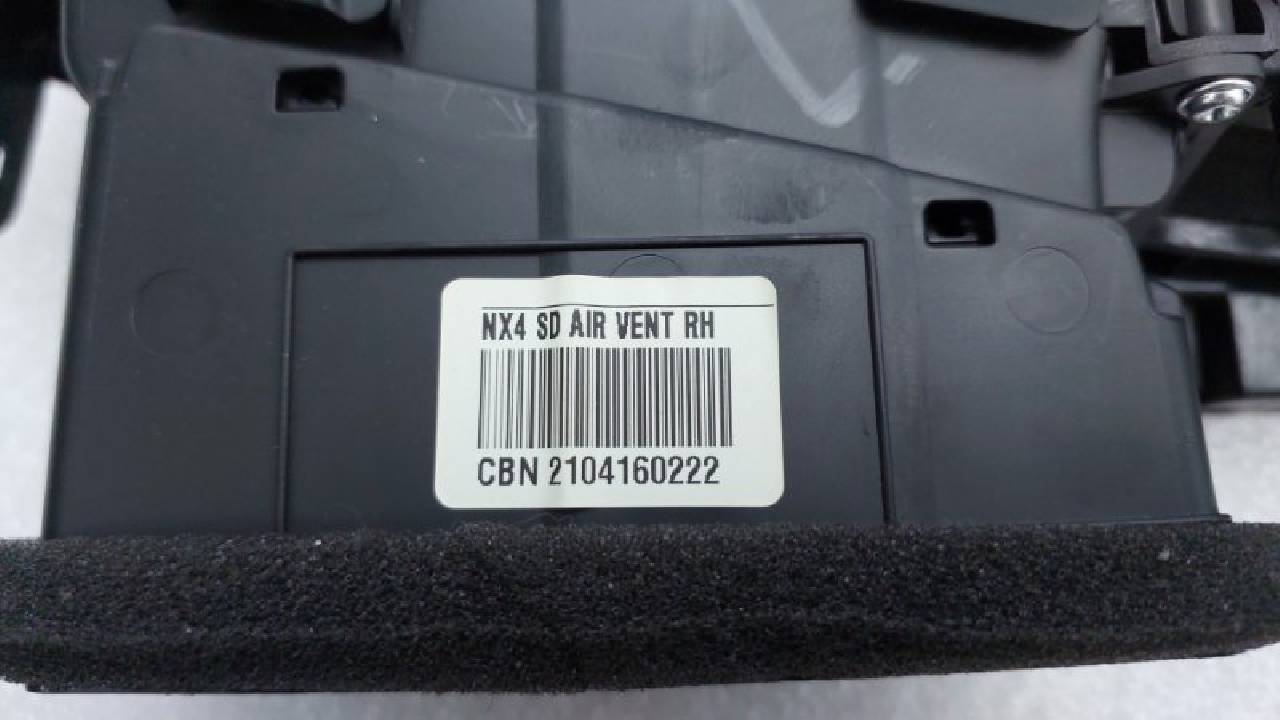 NX4 SD AIR VENT RH
CBN 2104160222